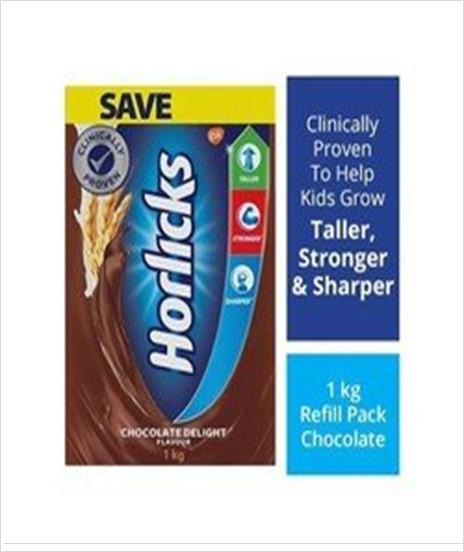 SAVE
CLINICALLY
PROVEN
gsk
TALLER
STRONGER
SHARPER
Horlicks
CHOCOLATE DELIGHT
FLAVOUR
1 kg
Clinically
Proven
To Help
Kids Grow
Taller,
Stronger
& Sharper
1 kg
Refill Pack
Chocolate